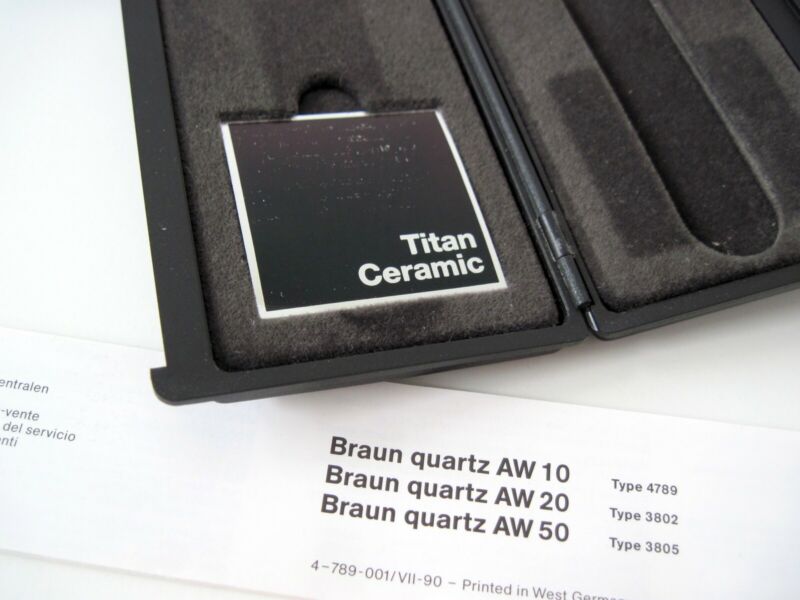 Titan
Ceramic
entralen
-vente
del servicio
nti
Braun quartz AW 10 Type 4789
Braun quartz AW 20 Type 3802
Braun quartz AW 50 Type 3805
4-789-001/VII-90 – Printed in West Germa